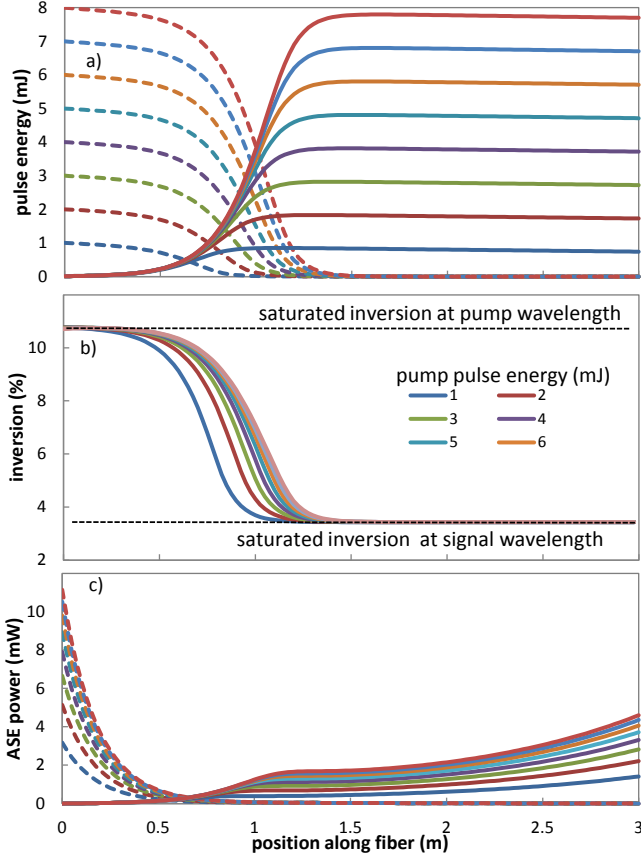 8
7
6
5
4
3
2
1
0
a)
pulse energy (mJ)
saturated inversion at pump wavelength
b)
10
8
6
4
2
inversion (%)
pump pulse energy (mJ)
1 2
3 4
5 6
saturated inversion at signal wavelength
c)
10
8
6
4
2
0
ASE power (mW)
0 0.5 1 1.5 2 2.5 3
position along fiber (m)